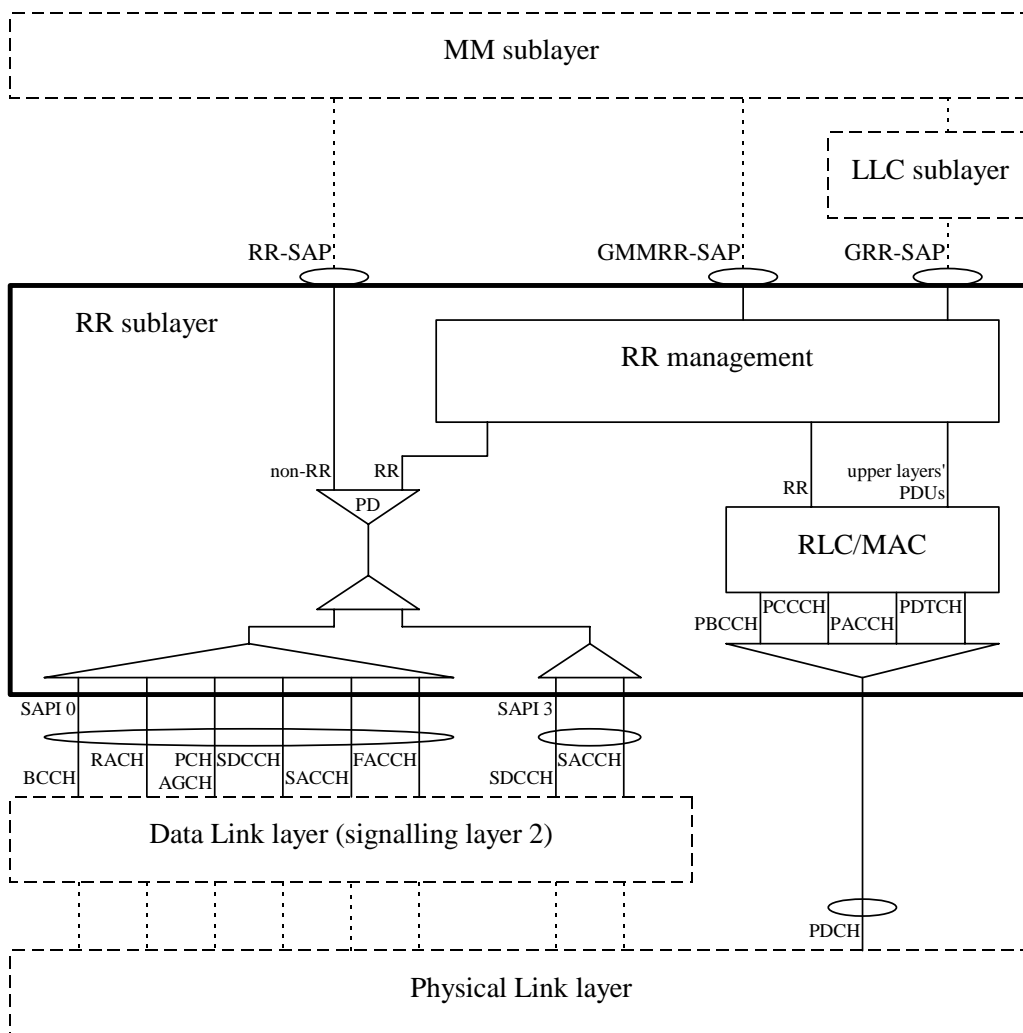 MM sublayer
LLC sublayer
RR-SAP
GMMRR-SAP
GRR-SAP
RR sublayer
RR management
non-RR
RR
PD
RR
upper layers'
PDUs
RLC/MAC
PBCCH
PCCCH
PACCH
PDTCH
SAPI 0
SAPI 3
BCCH
RACH
PCH
AGCH
SDCCH
SACCH
FACCH
SDCCH
SACCH
Data Link layer (signalling layer 2)
PDCH
Physical Link layer